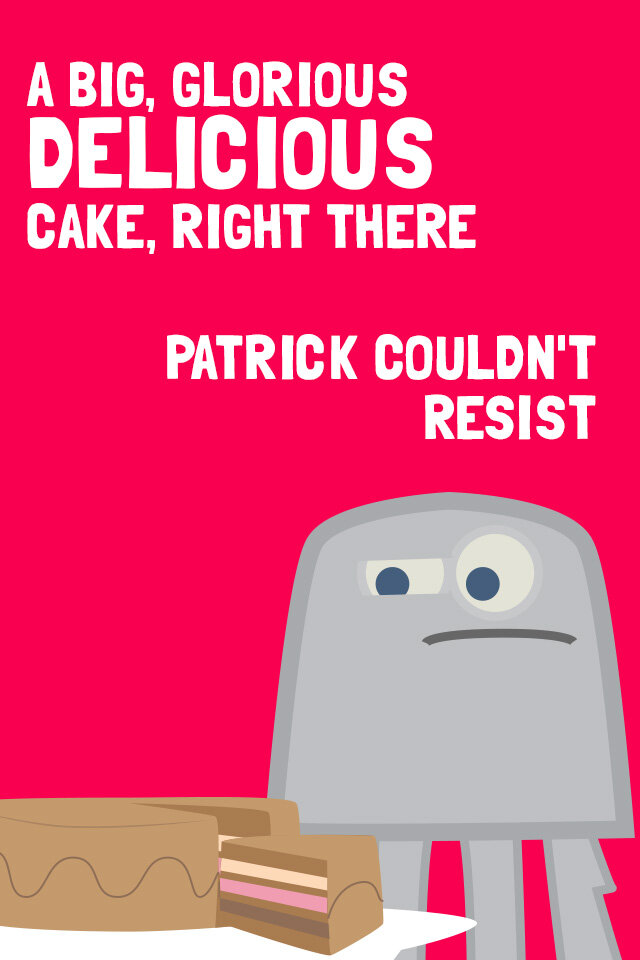 A BIG, GLORIOUS
DELICIOUS
CAKE, RIGHT THERE
PATRICK COULDN'T
RESIST